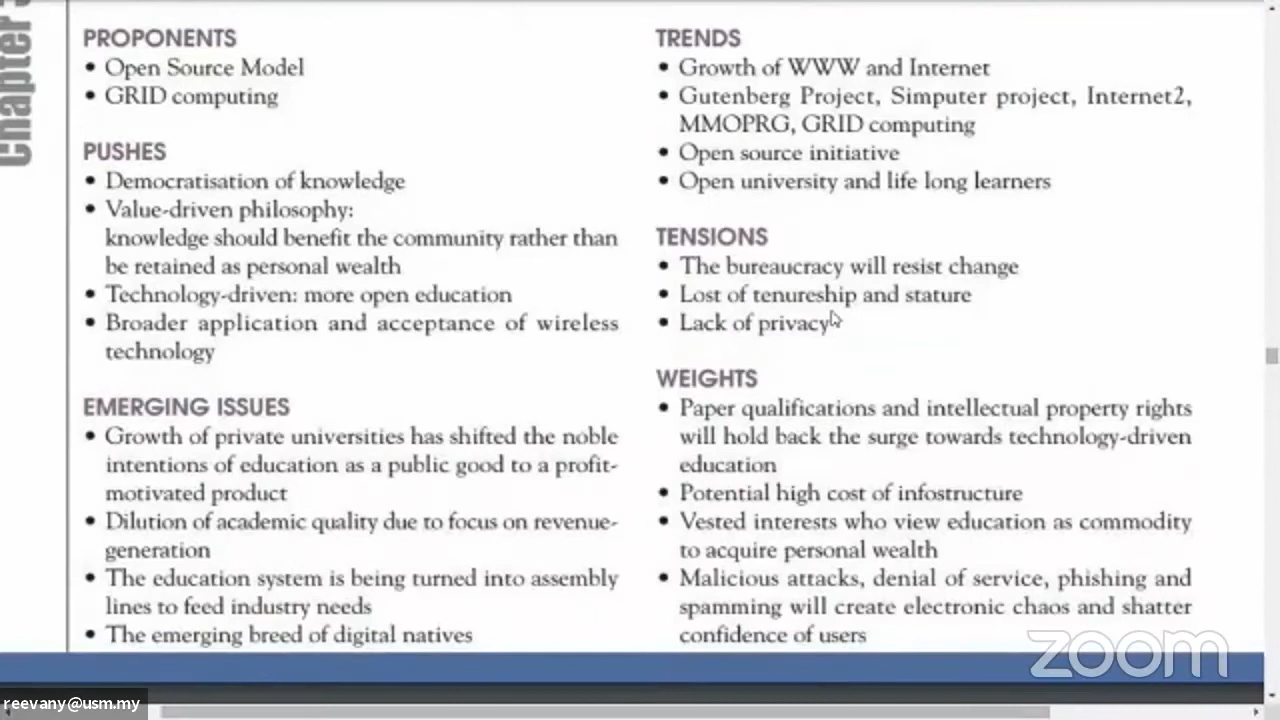 Chapter
PROPONENTS
• Open Source Model
• GRID computing
PUSHES
• Democratisation of knowledge
• Value-driven philosophy:
knowledge should benefit the community rather than
be retained as personal wealth
• Technology-driven: more open education
• Broader application and acceptance of wireless
technology
EMERGING ISSUES
• Growth of private universities has shifted the noble
intentions of education as a public good to a profit-
motivated product
• Dilution of academic quality due to focus on revenue-
generation
• The education system is being turned into assembly
lines to feed industry needs
• The emerging breed of digital natives
TRENDS
• Growth of WWW and Internet
• Gutenberg Project, Simputer project, Internet2,
MMOPRG, GRID computing
• Open source initiative
• Open university and life long learners
TENSIONS
• The bureaucracy will resist change
• Lost of tenureship and stature
• Lack of privacy
WEIGHTS
• Paper qualifications and intellectual property rights
will hold back the surge towards technology-driven
education
• Potential high cost of infostructure
• Vested interests who view education as commodity
to acquire personal wealth
• Malicious attacks, denial of service, phishing and
spamming will create electronic chaos and shatter
confidence of users
zoom
reevany@usm.my